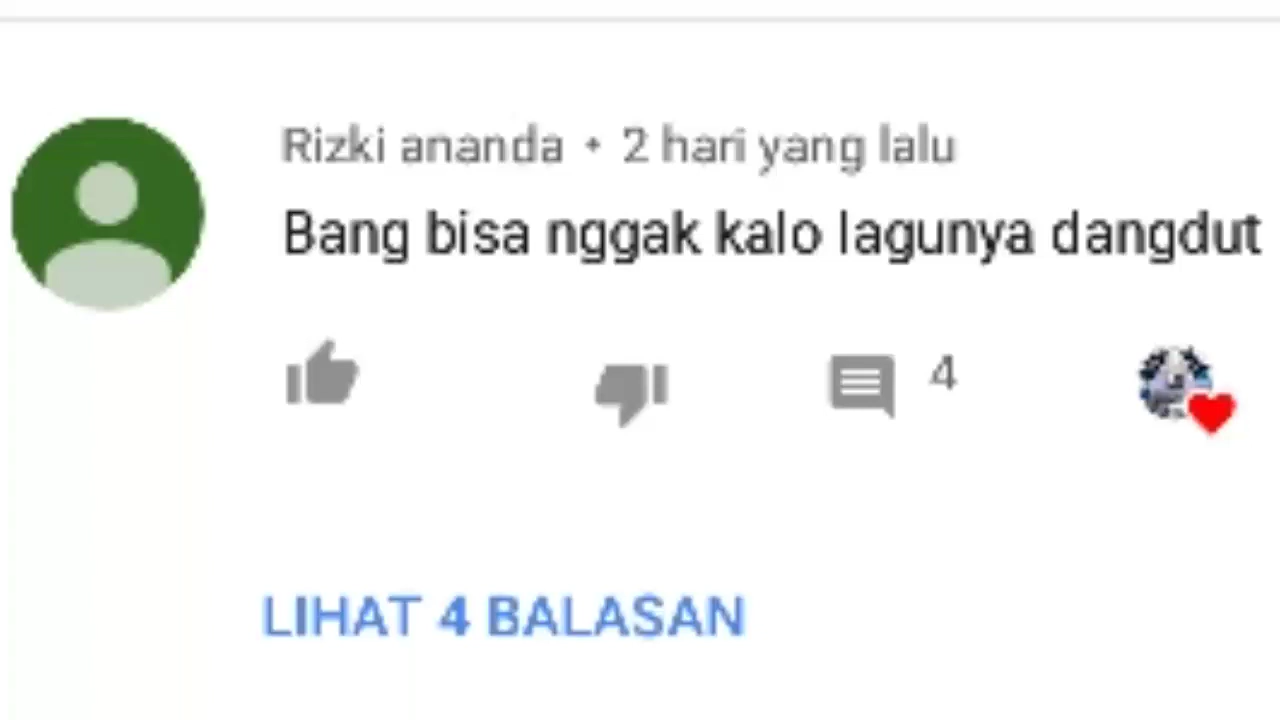 Rizki ananda • 2 hari yang lalu
Bang bisa nggak kalo lagunya dangdut
4
LIHAT 4 BALASAN